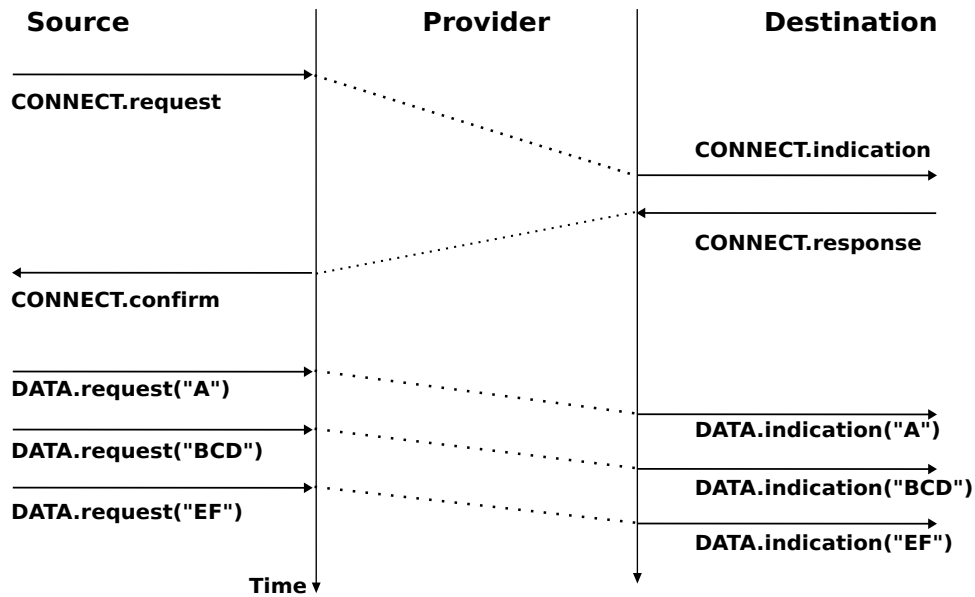 Source Provider Destination
CONNECT.request
CONNECT.indication
CONNECT.response
CONNECT.confirm
DATA.request("A")
DATA.indication("A")
DATA.request("BCD")
DATA.indication("BCD")
DATA.request("EF")
DATA.indication("EF")
Time